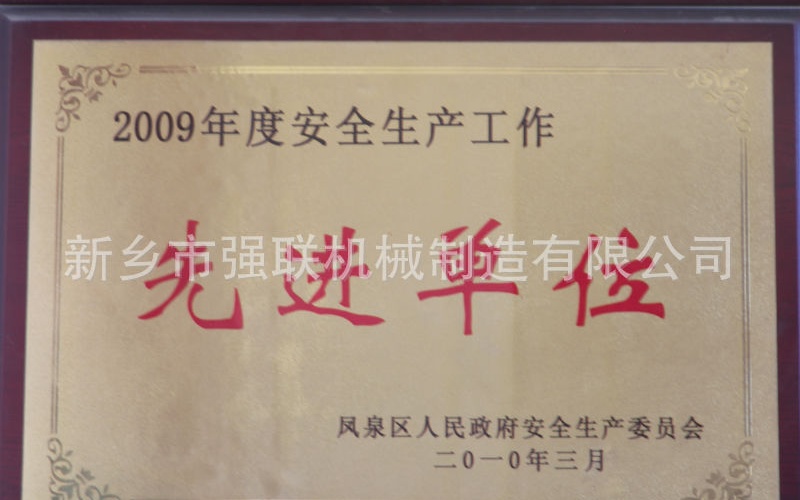 2009年度安全生产工作
先进单位
新乡市强联机械制造有限公司
凤泉区人民政府安全生产委员会
二0一0年三月